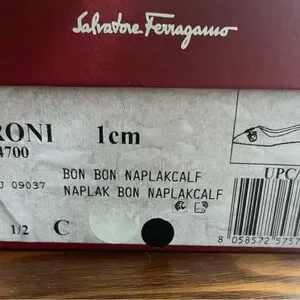 Salvatore Ferragamo
RONI 1cm
4700
BON BON NAPLAKCALF
J 09037 NAPLAK BON NAPLAKCALF
UPC/
1/2 C
8 058572 5757